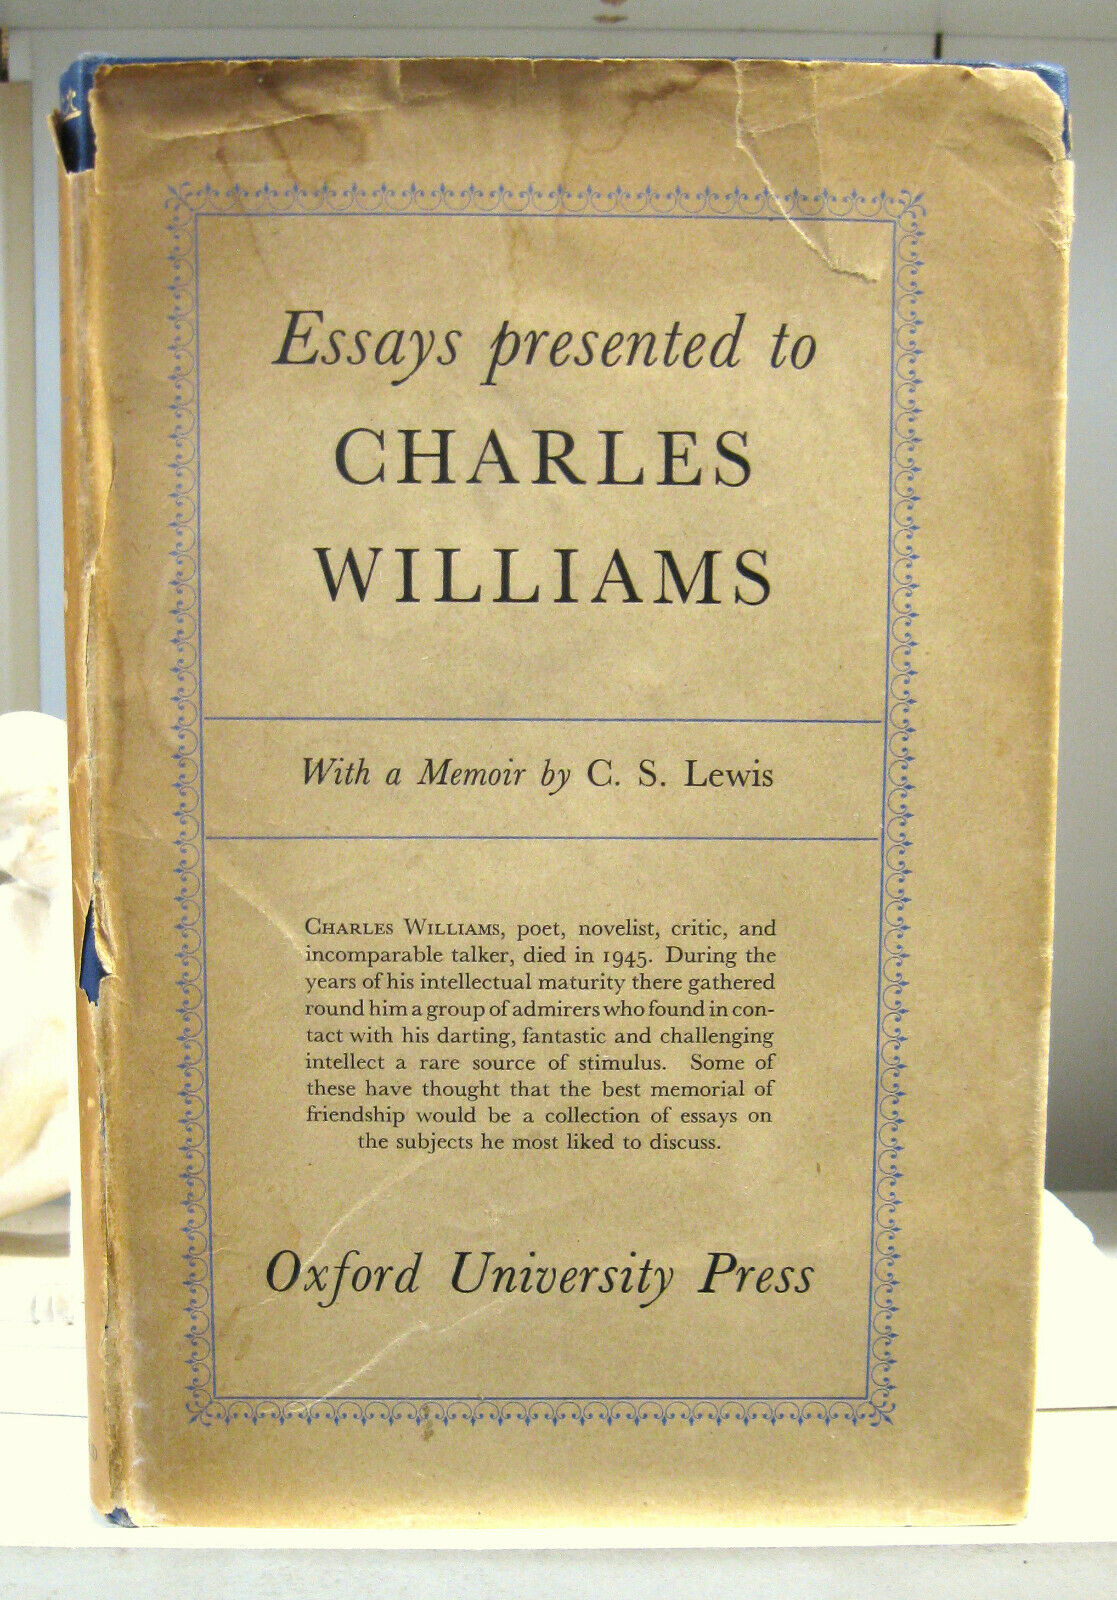 Essays presented to
CHARLES
WILLIAMS
With a Memoir by C. S. Lewis
CHARLES WILLIAMS, poet, novelist, critic, and
incomparable talker, died in 1945. During the
years of his intellectual maturity there gathered
round him a group of admirers who found in con-
tact with his darting, fantastic and challenging
intellect a rare source of stimulus. Some of
these have thought that the best memorial of
friendship would be a collection of essays on
the subjects he most liked to discuss.
Oxford University Press